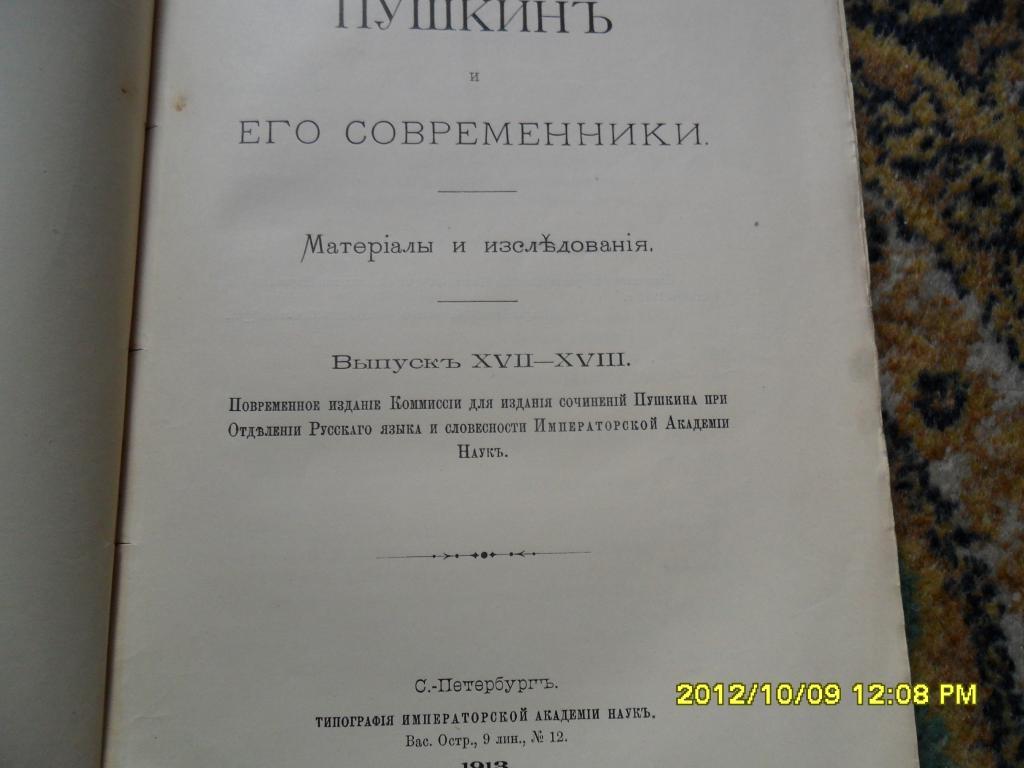 ПУШКИНЪ
и
ЕГО СОВРЕМЕННИКИ.
Матеріалы и изслѣдованія.
Выпускъ XVII—XVIII.
Повременное изданіе Коммиссіи для изданія сочиненій Пушкина при
Отдѣленіи Русскаго языка и словесности Императорской Академіи
Наукъ.
С.-Петербургъ.
ТИПОГРАФІЯ ИМПЕРАТОРСКОЙ АКАДЕМІИ НАУКЪ.
Вас. Остр., 9 лин., № 12.
1913
2012/10/09 12:08 PM